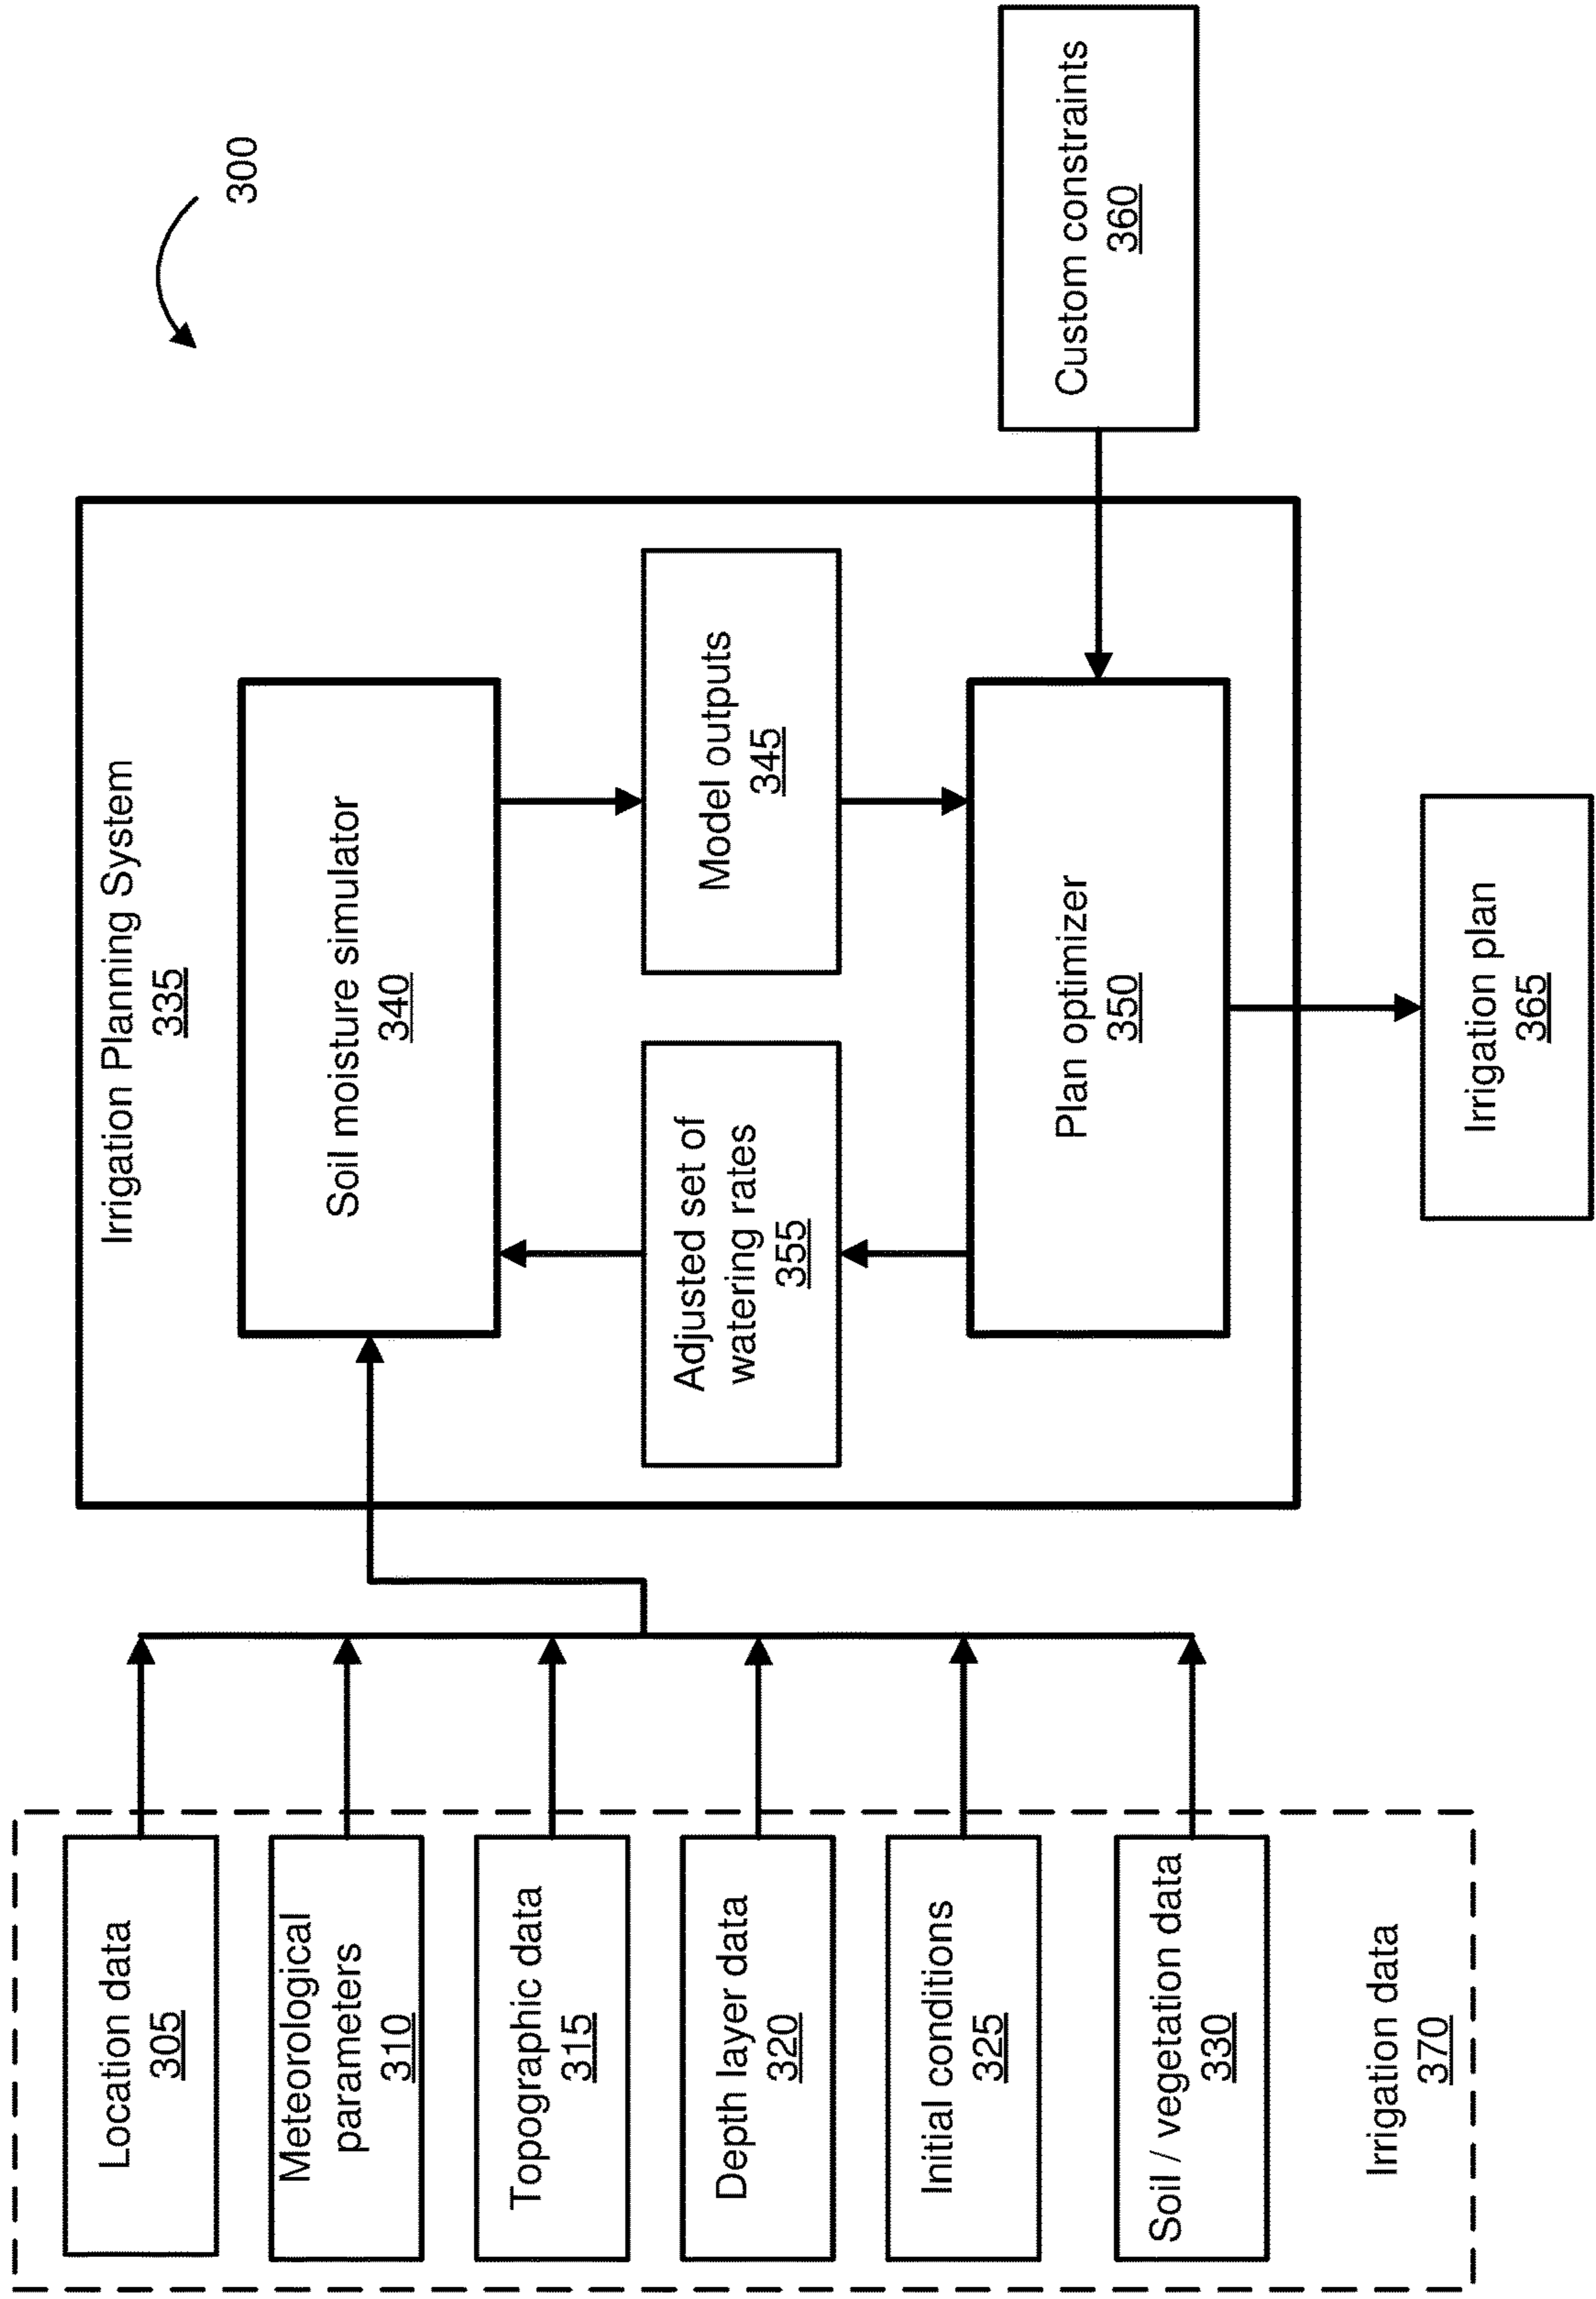 300
Location data
305
Meteorological
parameters
310
Topographic data
315
Depth layer data
320
Initial conditions
325
Soil / vegetation data
330
Irrigation data
370
Irrigation Planning System
335
Soil moisture simulator
340
Adjusted set of
watering rates
355
Model outputs
345
Plan optimizer
350
Custom constraints
360
Irrigation plan
365